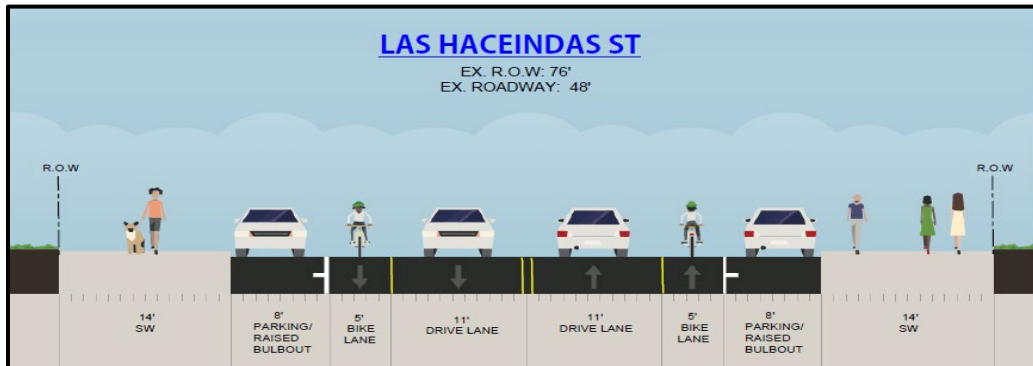 LAS HACEINDAS ST
EX. R.O.W: 76'
EX. ROADWAY: 48'
R.O.W
R.O.W
14'
SW
8'
PARKING/
RAISED
BULBOUT
5'
BIKE
LANE
11'
DRIVE LANE
11'
DRIVE LANE
5'
BIKE
LANE
8'
PARKING/
RAISED
BULBOUT
14'
SW